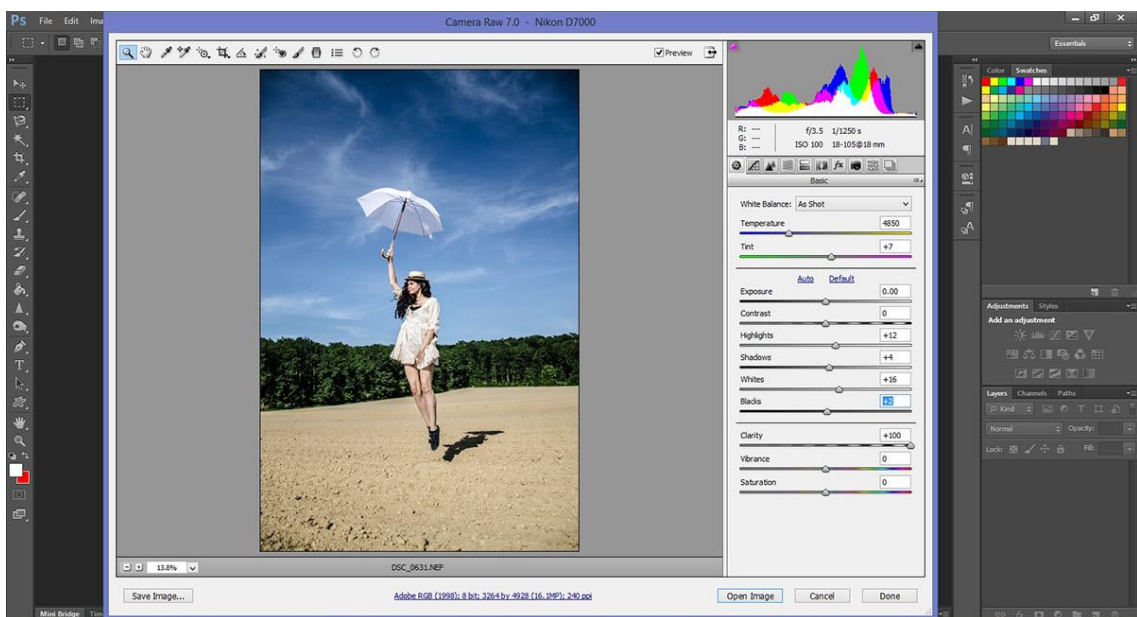 Camera Raw 7.0 - Nikon D7000
Ps File Edit Ima
Essentials
Preview
Color Swatches
R: ---
G: ---
B: ---
f/3.5 1/1250 s
ISO 100 18-105@18 mm
Basic
White Balance: As Shot
Temperature 4850
Tint +7
Auto Default
Exposure 0.00
Contrast 0
Highlights +12
Shadows +4
Whites +16
Blacks +2
Clarity +100
Vibrance 0
Saturation 0
Adjustments Styles
Add an adjustment
Layers Channels Paths
Kind
Normal Opacity:
Lock: Fill:
13.8% DSC_0631.NEF
Save Image... Adobe RGB (1998); 8 bit; 3264 by 4928 (16.1MP); 240 ppi Open Image Cancel Done
Mini Bridge Tim